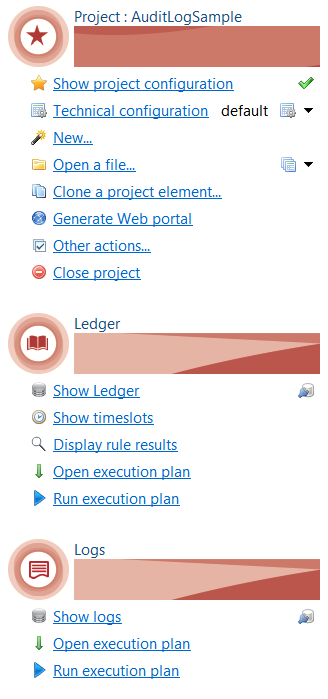 Project : AuditLogSample
Show project configuration
Technical configuration default
New...
Open a file...
Clone a project element...
Generate Web portal
Other actions...
Close project
Ledger
Show Ledger
Show timeslots
Display rule results
Open execution plan
Run execution plan
Logs
Show logs
Open execution plan
Run execution plan